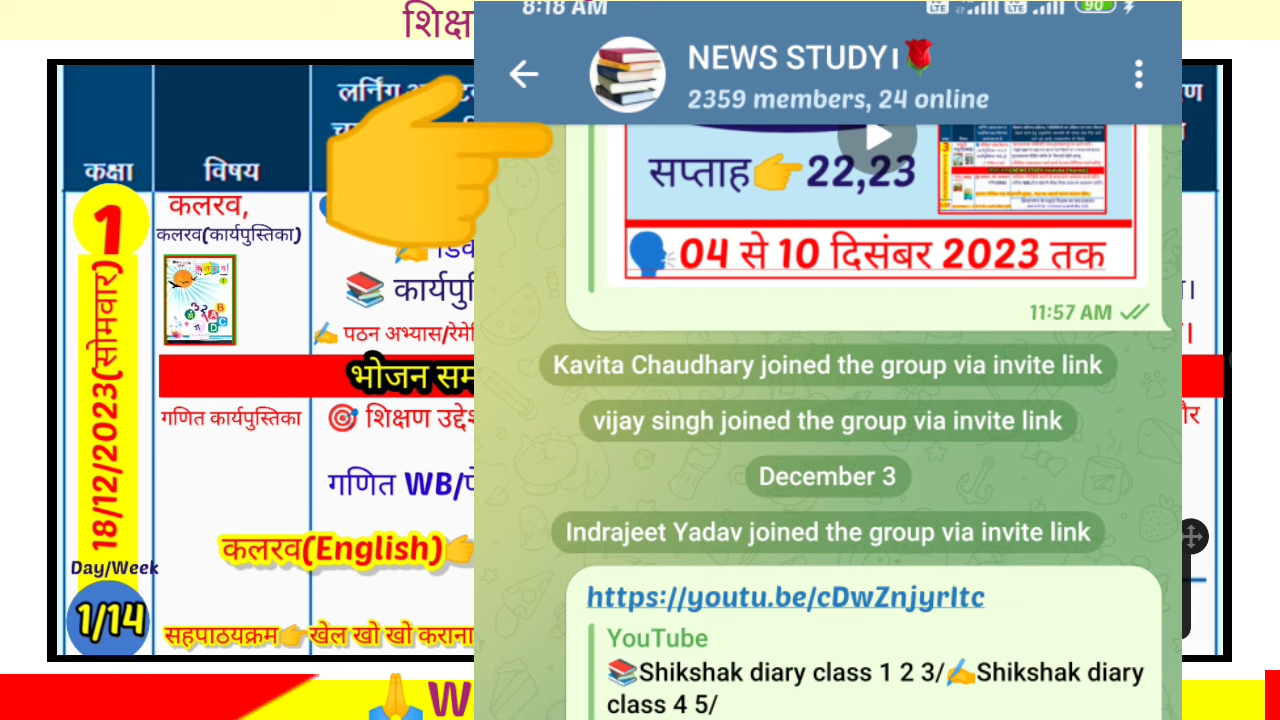 शिक्ष
8:18 AM
90
NEWS STUDY।🌹
2359 members, 24 online
लर्निंग
कक्षा
विषय
सप्ताह👉22,23
🗣️04 से 10 दिसंबर 2023 तक
11:57 AM
Kavita Chaudhary joined the group via invite link
vijay singh joined the group via invite link
December 3
Indrajeet Yadav joined the group via invite link
https://youtu.be/cDwZnjyrItc
YouTube
📚Shikshak diary class 1 2 3/✍️Shikshak diary
class 4 5/
1
18/12/2023(सोमवार)
Day/Week
1/14
कलरव,
कलरव(कार्यपुस्तिका)
📚 कार्यपु
✍️ पठन अभ्यास/रेमे
भोजन सम
गणित कार्यपुस्तिका
🎯 शिक्षण उद्दे
और
गणित WB/
कलरव(English)👉
सहपाठयक्रम👉खेल खो खो कराना
🙏W